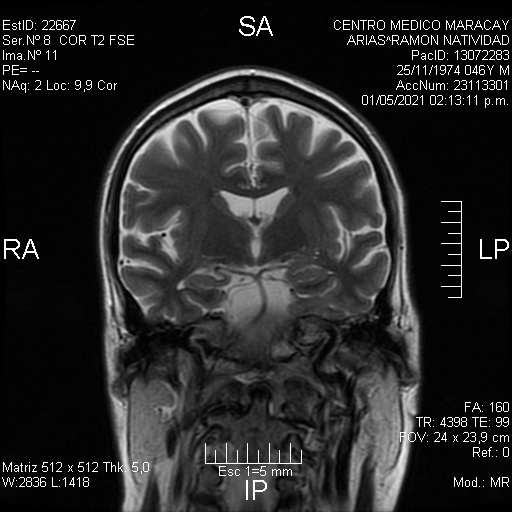 EstID: 22667
Ser.Nº 8 COR T2 FSE
Ima.Nº 11
PE= --
NAq: 2 Loc: 9,9 Cor
SA
CENTRO MEDICO MARACAY
ARIAS^RAMON NATIVIDAD
PacID: 13072283
25/11/1974 046Y M
AccNum: 23113301
01/05/2021 02:13:11 p.m.
RA
LP
FA: 160
TR: 4398 TE: 99
FOV: 24 x 23,9 cm
Ref.: 0
Matriz 512 x 512 Thk: 5,0
W:2836 L:1418
Esc 1=5 mm
IP
Mod.: MR